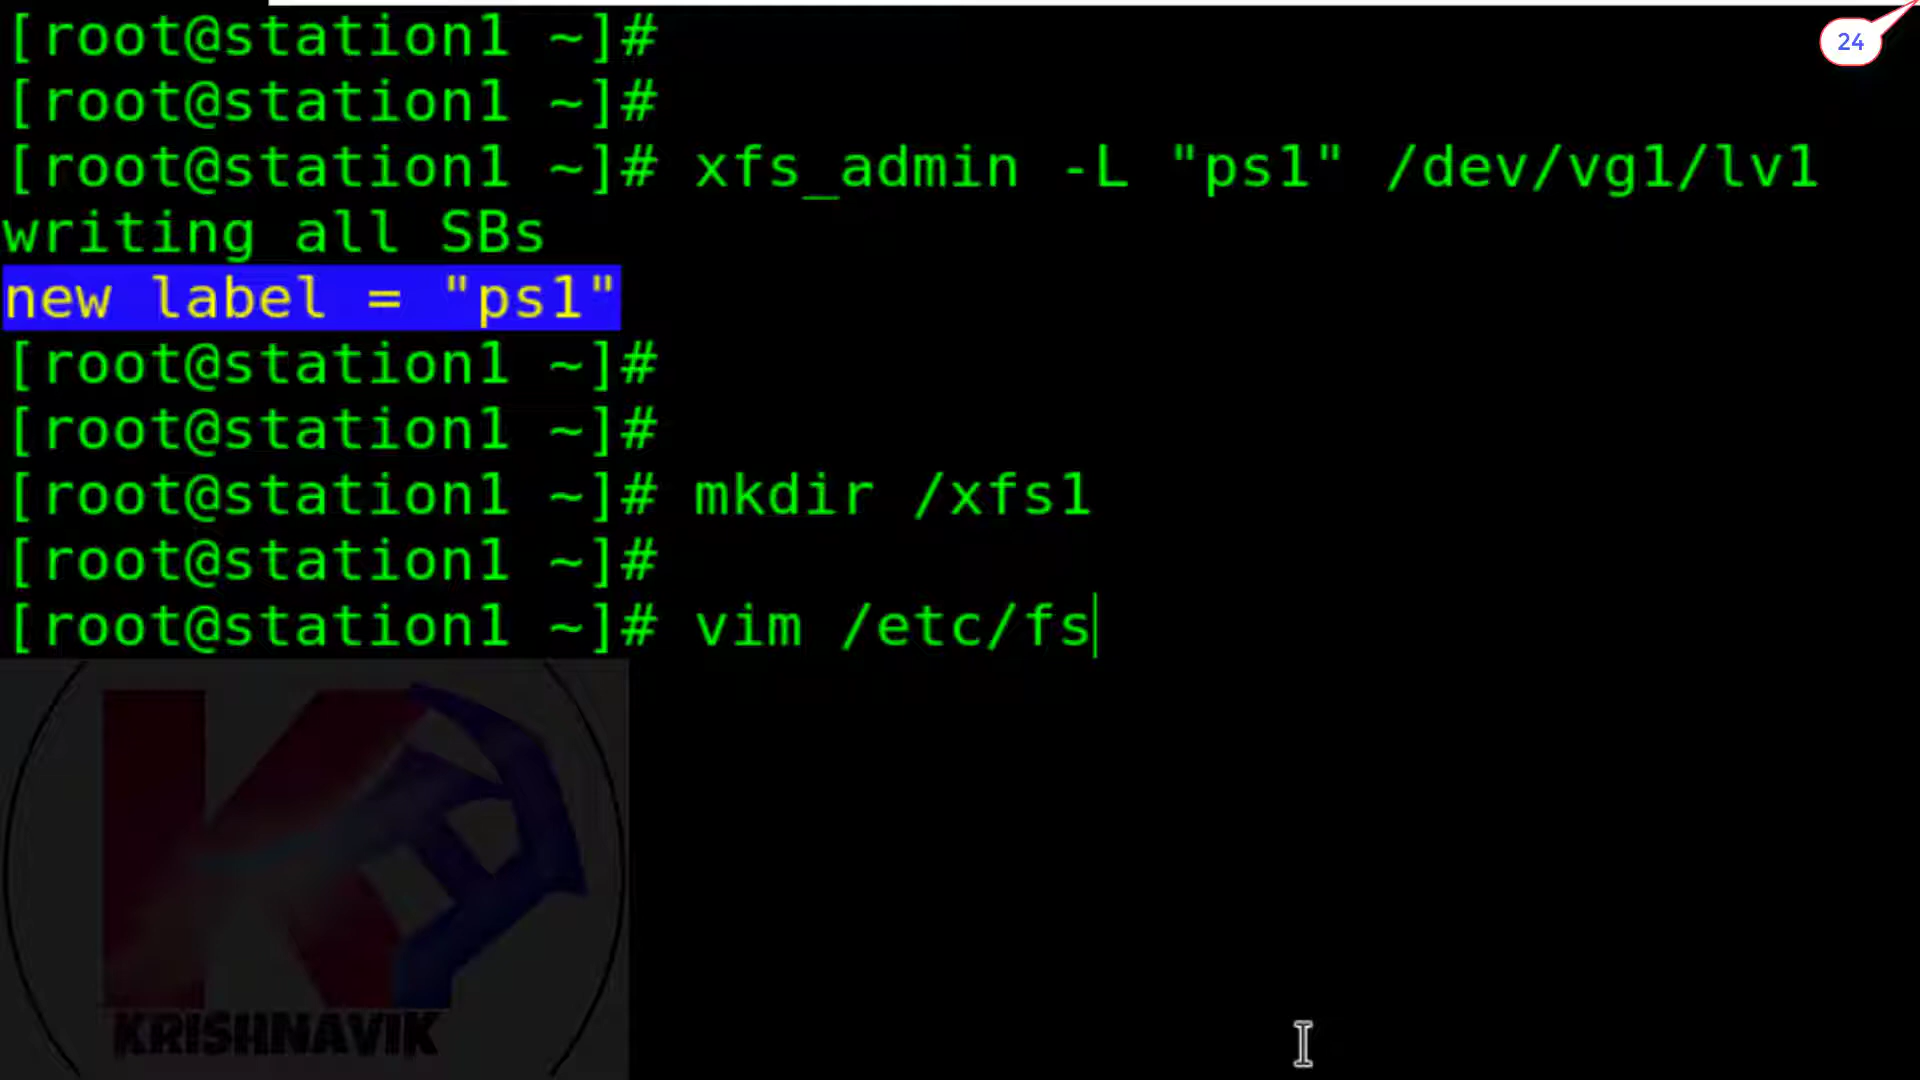 [root@station1 ~]#
[root@station1 ~]#
[root@station1 ~]# xfs_admin -L "ps1" /dev/vg1/lv1
writing all SBs
new label = "ps1"
[root@station1 ~]#
[root@station1 ~]#
[root@station1 ~]# mkdir /xfs1
[root@station1 ~]#
[root@station1 ~]# vim /etc/fs
24
KRISHNAVIK